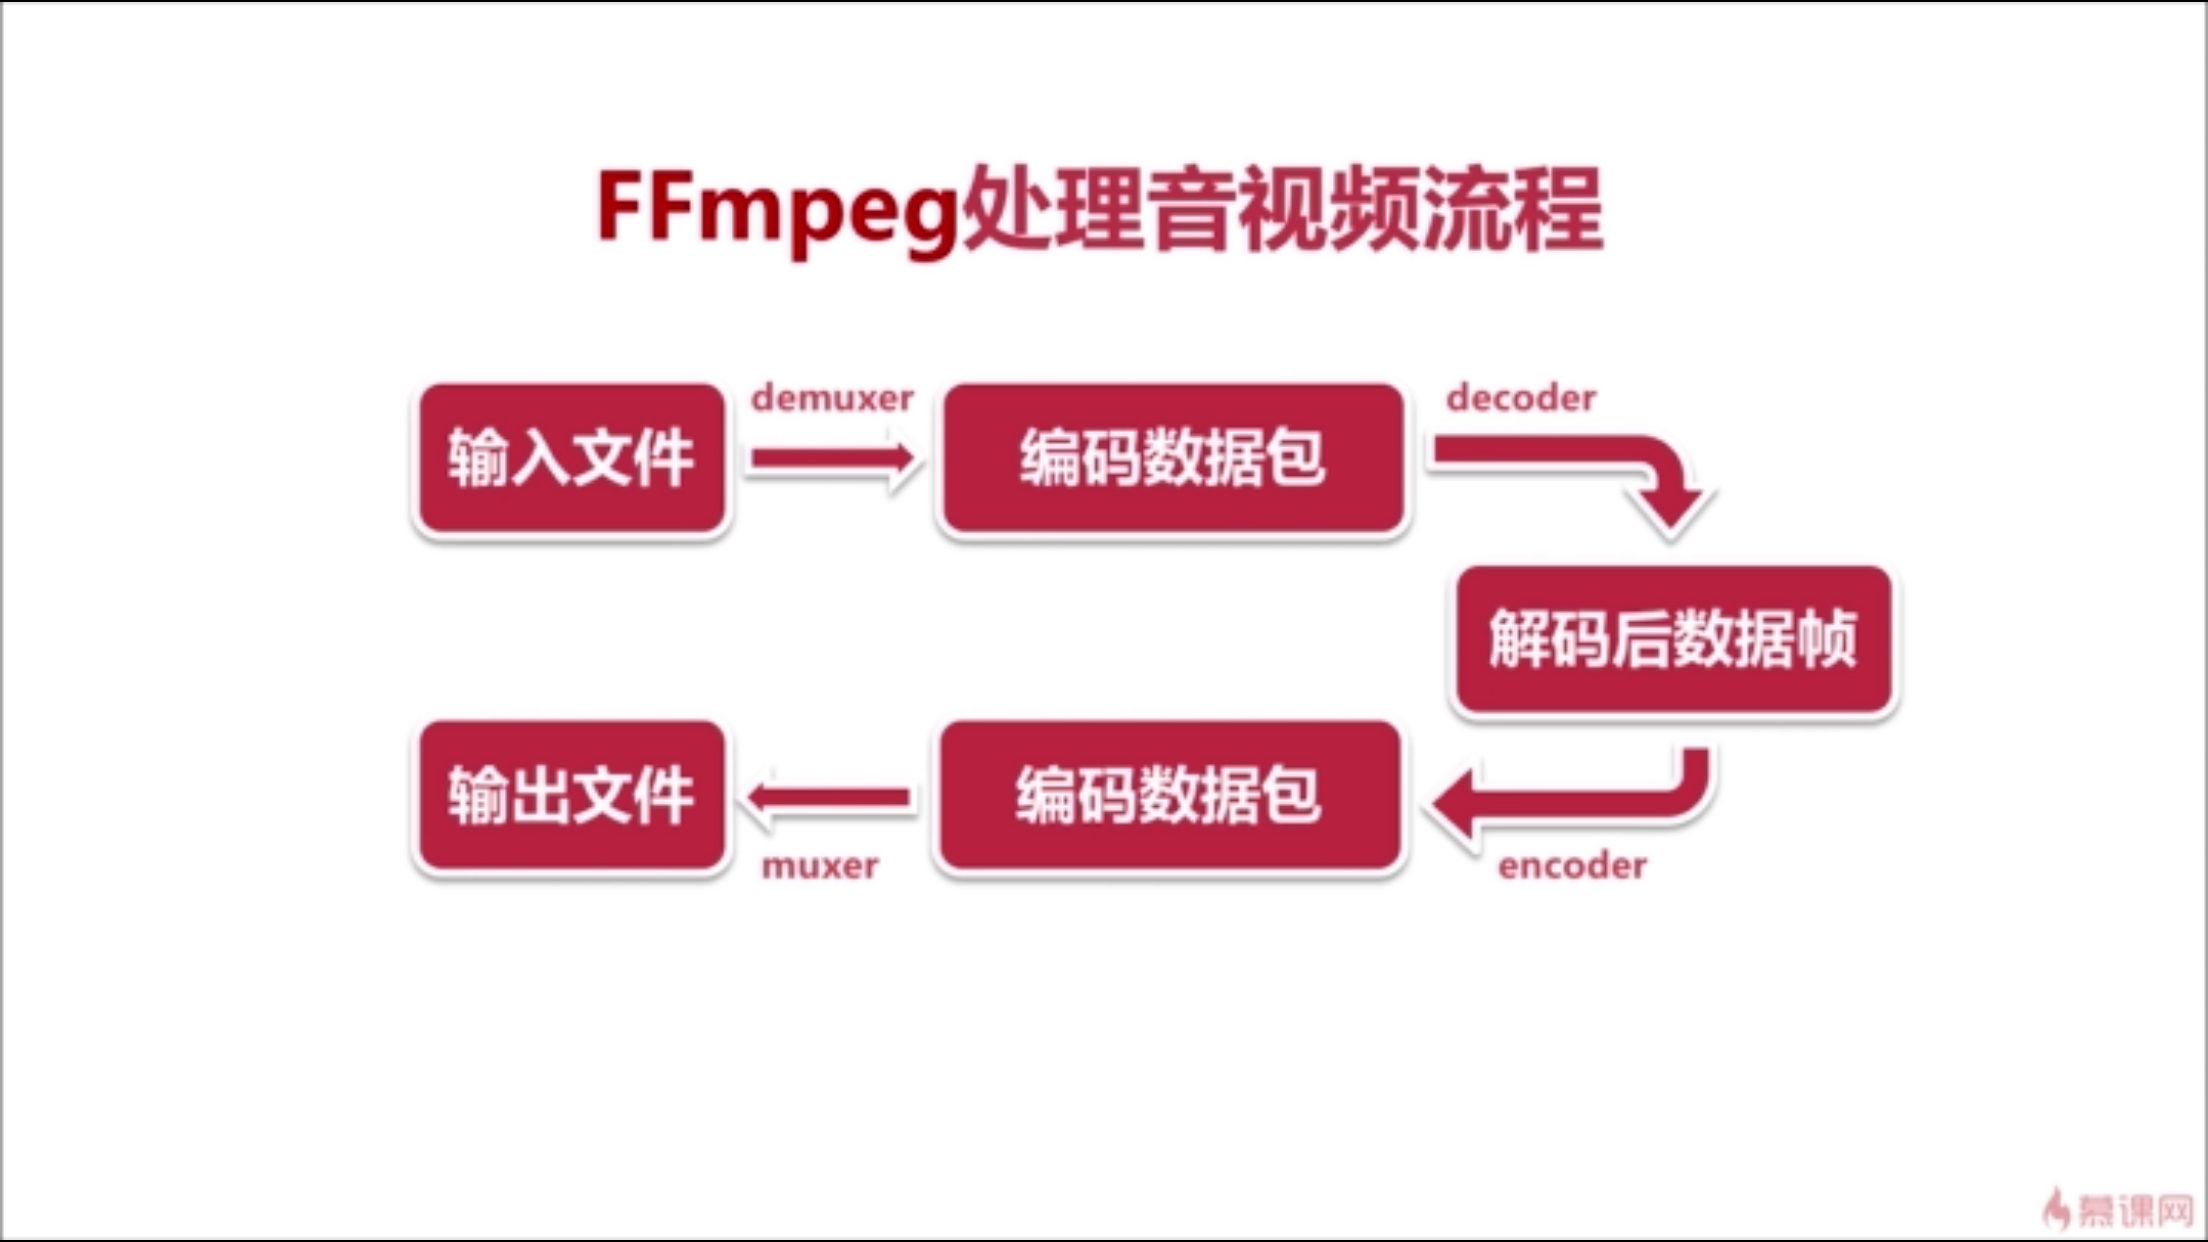 FFmpeg处理音视频流程
输入文件
demuxer
编码数据包
decoder
解码后数据帧
encoder
编码数据包
muxer
输出文件
慕课网